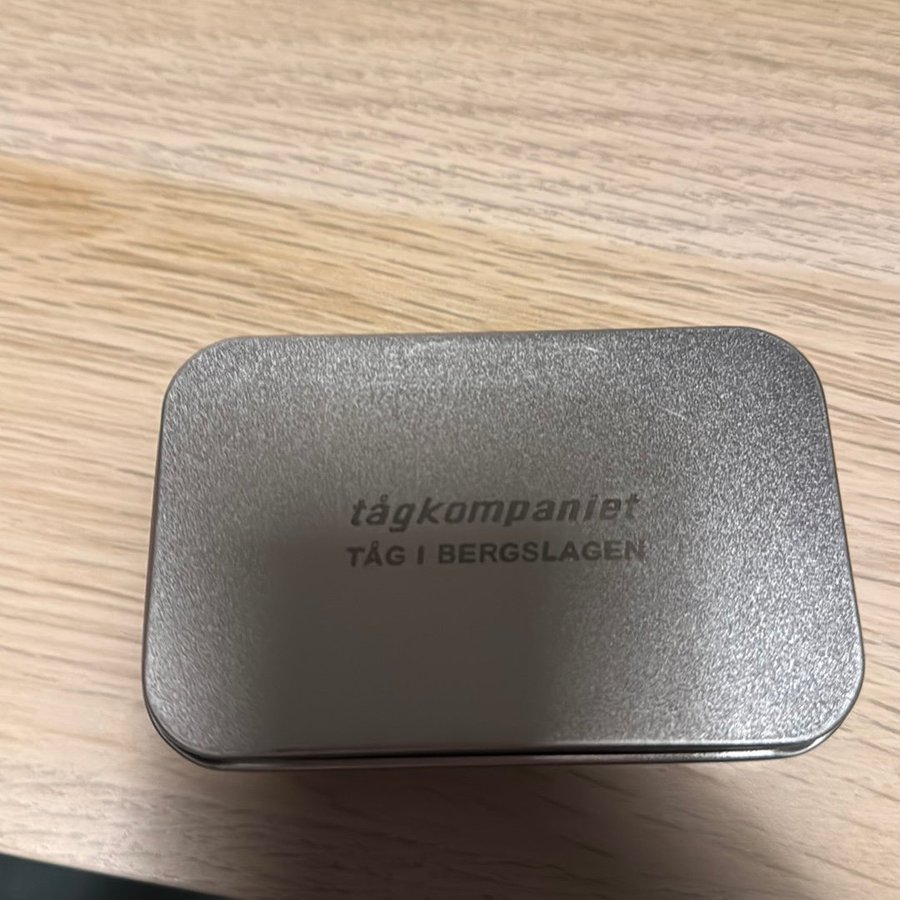 tågkompaniet
TÅG I BERGSLAGEN